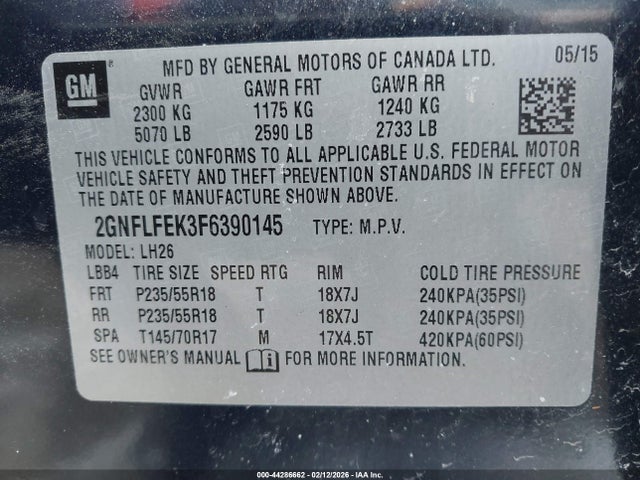 GM ®
MFD BY GENERAL MOTORS OF CANADA LTD. 05/15
GVWR GAWR FRT GAWR RR
2300 KG 1175 KG 1240 KG
5070 LB 2590 LB 2733 LB
THIS VEHICLE CONFORMS TO ALL APPLICABLE U.S. FEDERAL MOTOR
VEHICLE SAFETY AND THEFT PREVENTION STANDARDS IN EFFECT ON
THE DATE OF MANUFACTURE SHOWN ABOVE.
2GNFLFEK3F6390145 TYPE: M.P.V.
MODEL: LH26
LBB4 TIRE SIZE SPEED RTG RIM COLD TIRE PRESSURE
FRT P235/55R18 T 18X7J 240KPA(35PSI)
RR P235/55R18 T 18X7J 240KPA(35PSI)
SPA T145/70R17 M 17X4.5T 420KPA(60PSI)
SEE OWNER'S MANUAL FOR MORE INFORMATION.
000-44286662 - 02/12/2026 - IAA Inc.